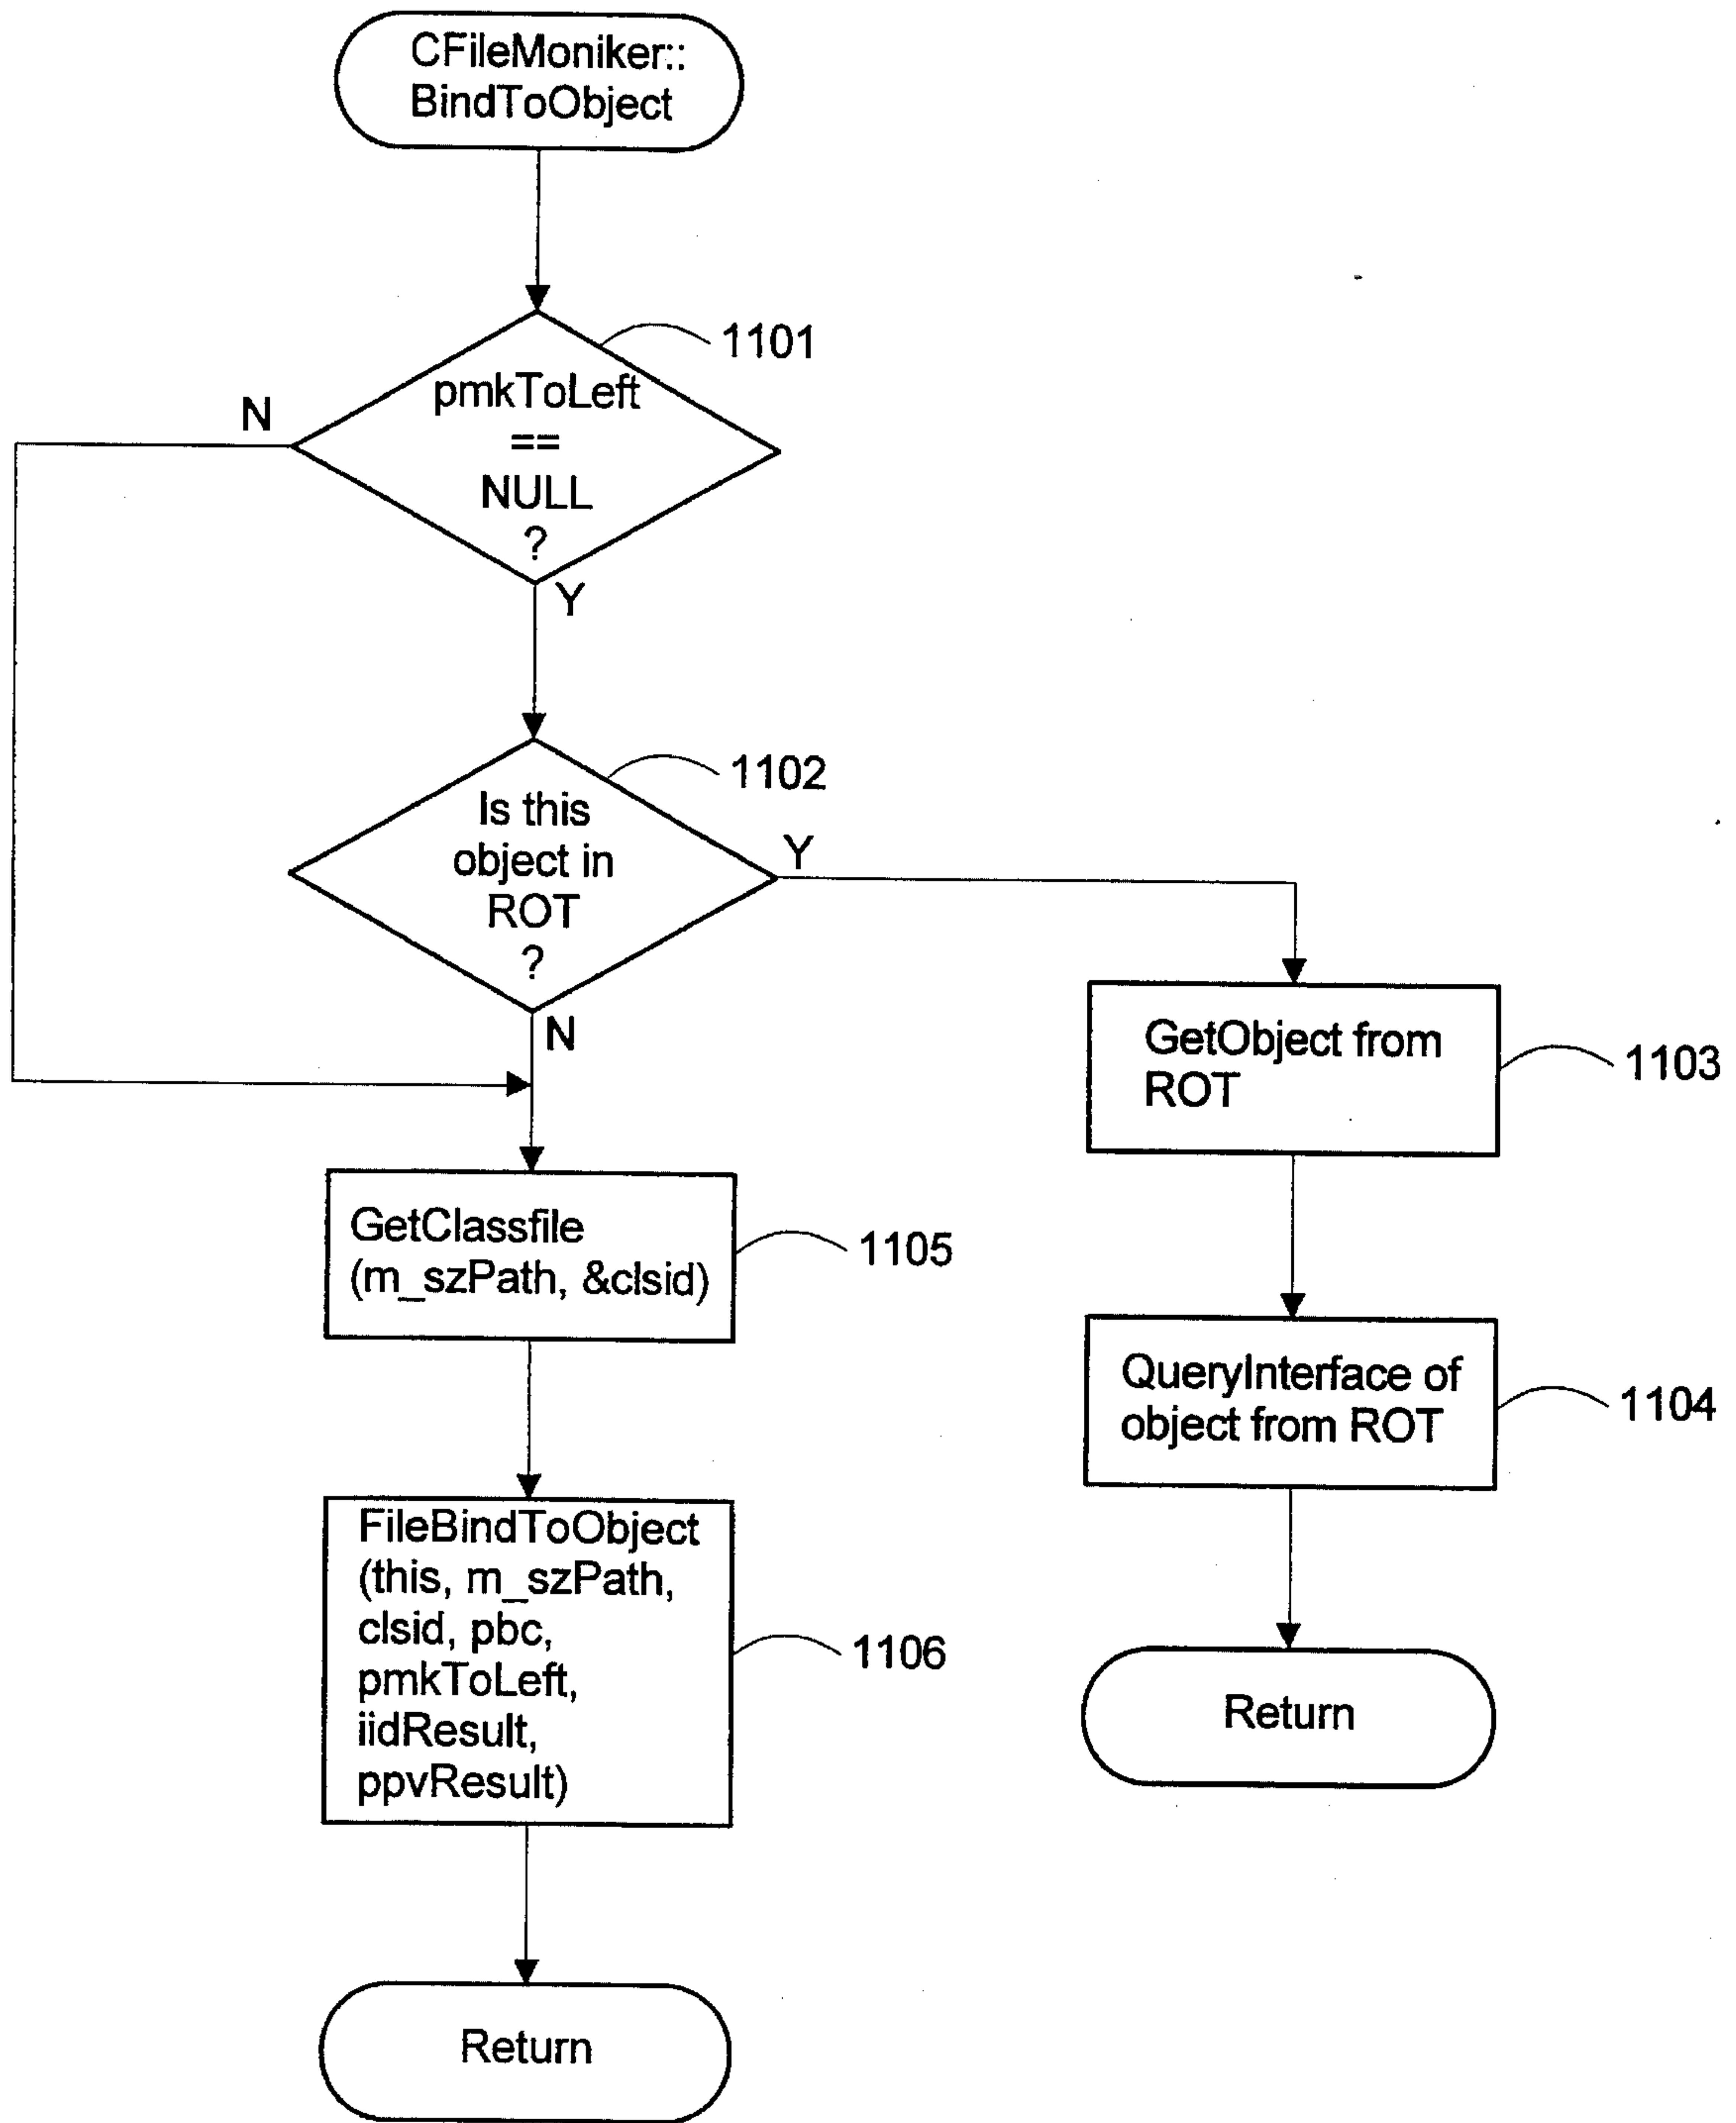 CFileMoniker::
BindToObject
1101
pmkToLeft
==
NULL
?
N
Y
1102
Is this
object in
ROT
?
Y
N
GetObject from
ROT
1103
GetClassfile
(m_szPath, &clsid)
1105
QueryInterface of
object from ROT
1104
FileBindToObject
(this, m_szPath,
clsid, pbc,
pmkToLeft,
iidResult,
ppvResult)
1106
Return
Return